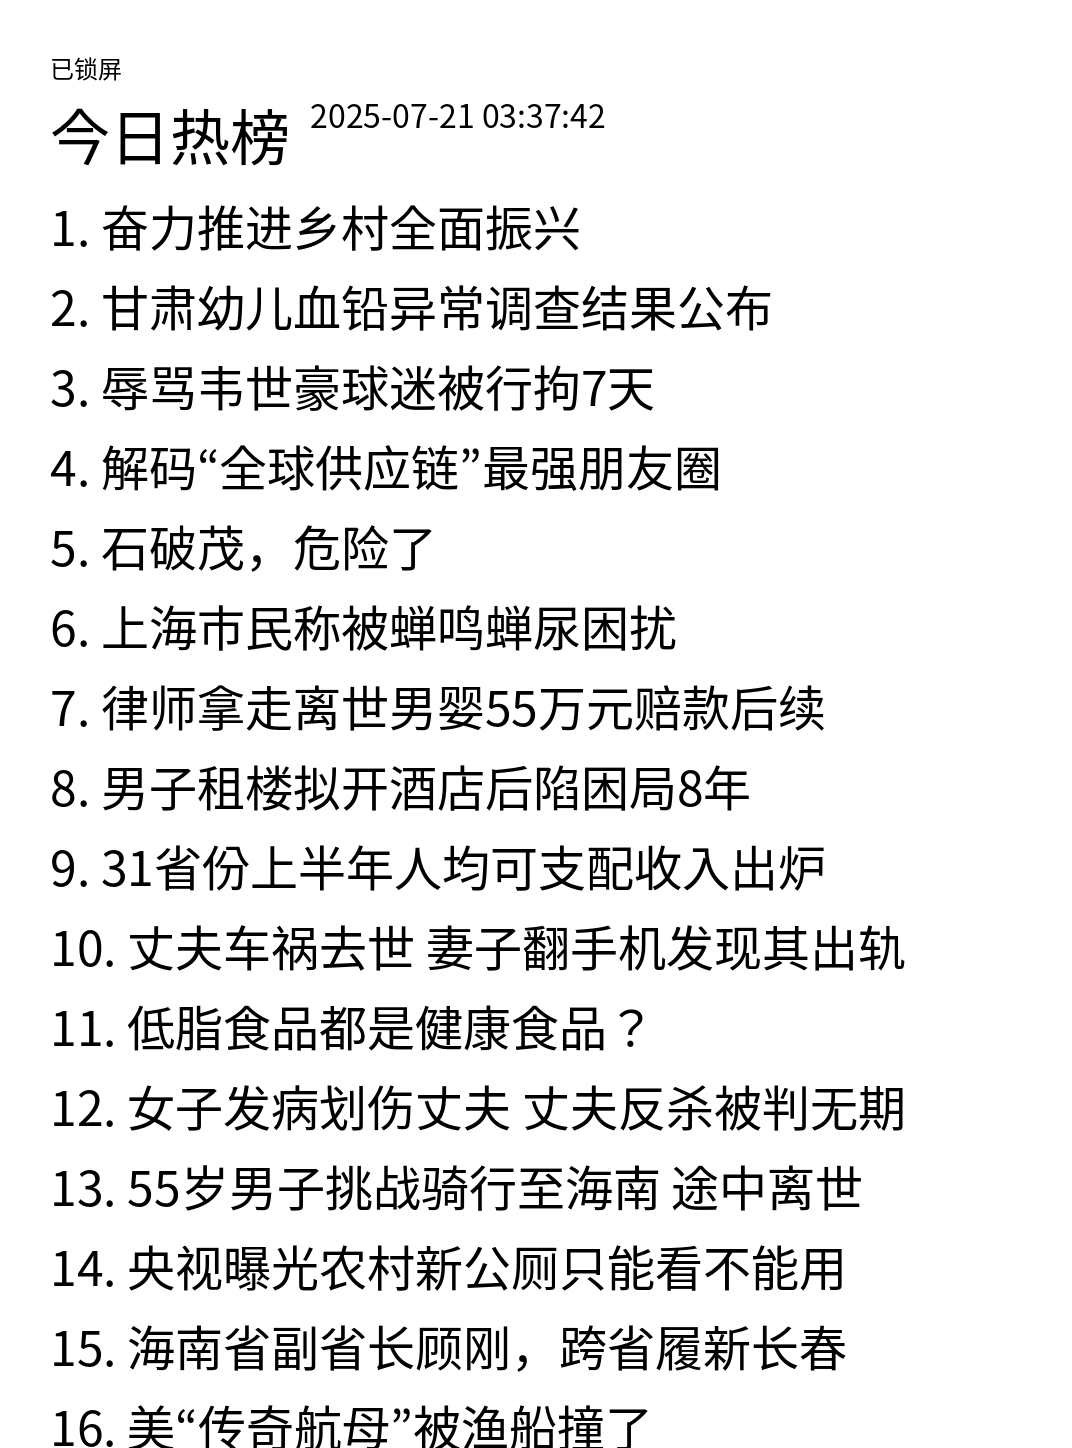 已锁屏
今日热榜 2025-07-21 03:37:42
1. 奋力推进乡村全面振兴
2. 甘肃幼儿血铅异常调查结果公布
3. 辱骂韦世豪球迷被行拘7天
4. 解码“全球供应链”最强朋友圈
5. 石破茂，危险了
6. 上海市民称被蝉鸣蝉尿困扰
7. 律师拿走离世男婴55万元赔款后续
8. 男子租楼拟开酒店后陷困局8年
9. 31省份上半年人均可支配收入出炉
10. 丈夫车祸去世 妻子翻手机发现其出轨
11. 低脂食品都是健康食品？
12. 女子发病划伤丈夫 丈夫反杀被判无期
13. 55岁男子挑战骑行至海南 途中离世
14. 央视曝光农村新公厕只能看不能用
15. 海南省副省长顾刚，跨省履新长春
16. 美“传奇航母”被渔船撞了